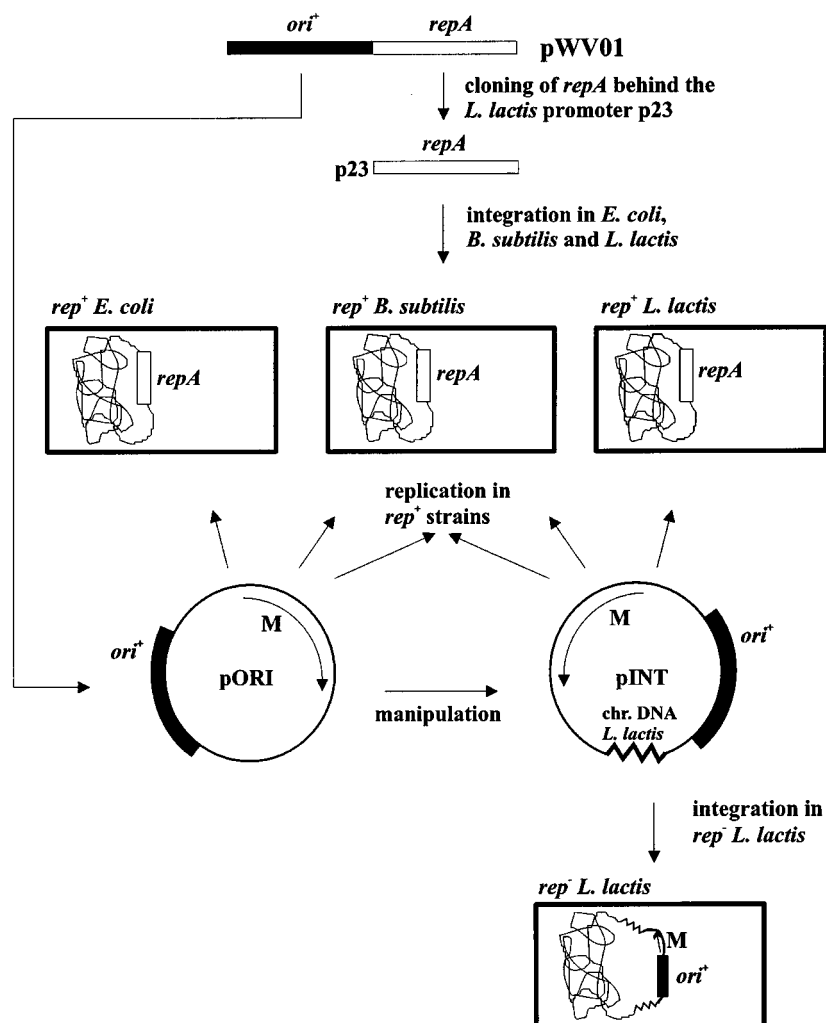 ori+ repA
pWV01
cloning of repA behind the
L. lactis promoter p23
repA
p23
integration in E. coli,
B. subtilis and L. lactis
rep+ E. coli
rep+ B. subtilis
rep+ L. lactis
repA
repA
repA
replication in
rep+ strains
M
ori+
pORI
manipulation
M
ori+
pINT
chr. DNA
L. lactis
integration in
rep- L. lactis
rep- L. lactis
M
ori+